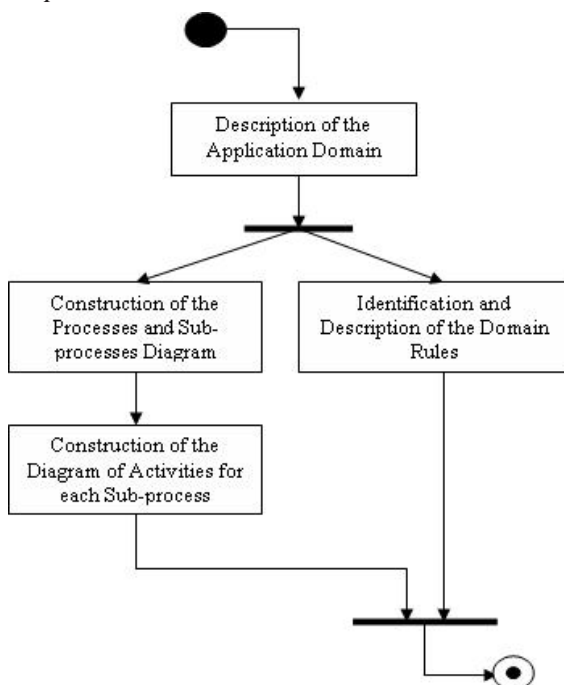 Description of the
Application Domain
Construction of the
Processes and Sub-
processes Diagram
Identification and
Description of the Domain
Rules
Construction of the
Diagram of Activities for
each Sub-process